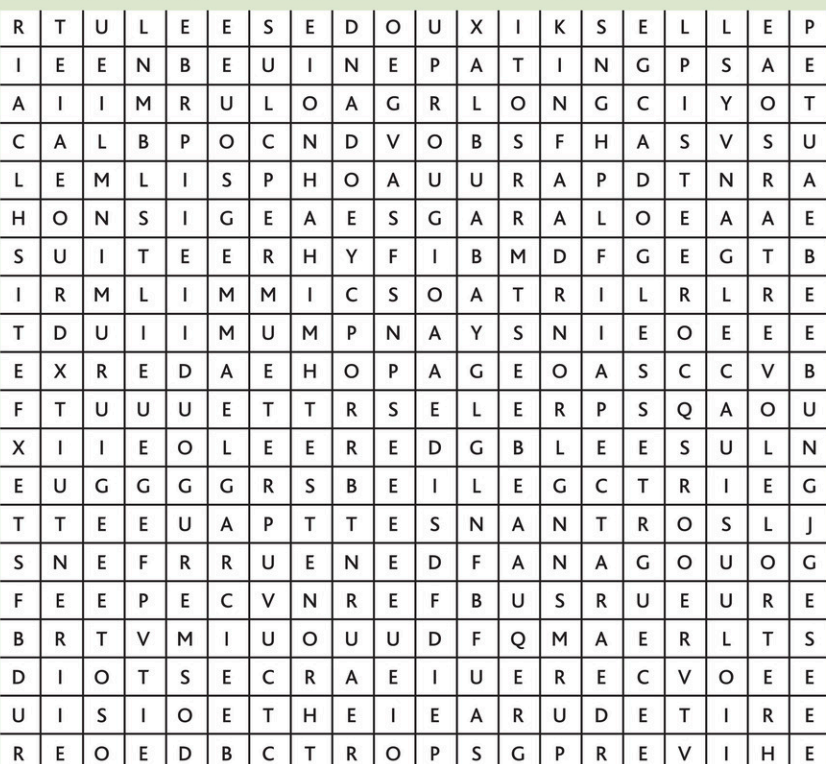 R T U L E E S E D O U X I K S E L L E P
I E E N B E U I N E P A T I N G P S A E
A I I M R U L O A G R L O N G C I Y O T
C A L B P O C N D V O B S F H A S V S U
L E M L I S P H O A U U R A P D T N R A
H O N S I G E A E S G A R A L O E A A E
S U I T E E R H Y F I B M D F G E G T B
I R M L I M M I C S O A T R I L R L R E
T D U I I M U M P N A Y S N I E O E E E
E X R E D A E H O P A G E O A S C C V B
F T U U U E T T R S E L E R P S Q A O U
X I I E O L E E R E D G B L E E S U L N
E U G G G G R S B E I L E G C T R I E G
T T E E U A P T T E S N A N T R O S L J
S N E F R R U E N E D F A N A G O U O G
F E E P E C V N R E F B U S R U E U R E
B R T V M I U O U U D F Q M A E R L T S
D I O T S E C R A E I U E R E C V O E E
U I S I O E T H E I E A R U D E T I R E
R E O E D B C T R O P S G P R E V I H E